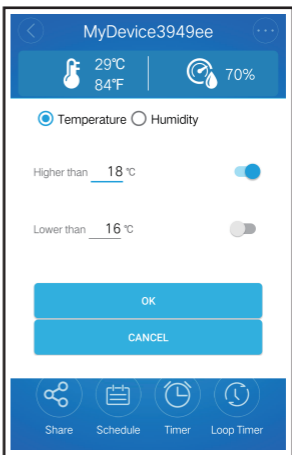 MyDevice3949ee
29℃
84℉
70%
Temperature Humidity
Higher than 18 ℃
Lower than 16 ℃
OK
CANCEL
Share Schedule Timer Loop Timer